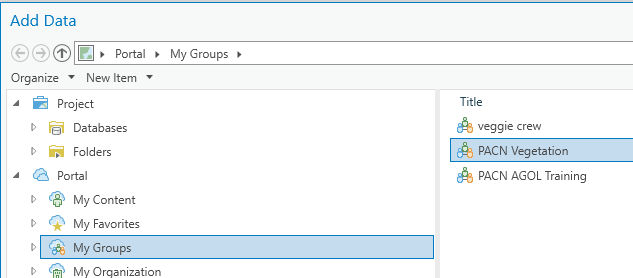 Add Data
Portal My Groups
Organize New Item
Project
Databases
Folders
Portal
My Content
My Favorites
My Groups
My Organization
Title
veggie crew
PACN Vegetation
PACN AGOL Training